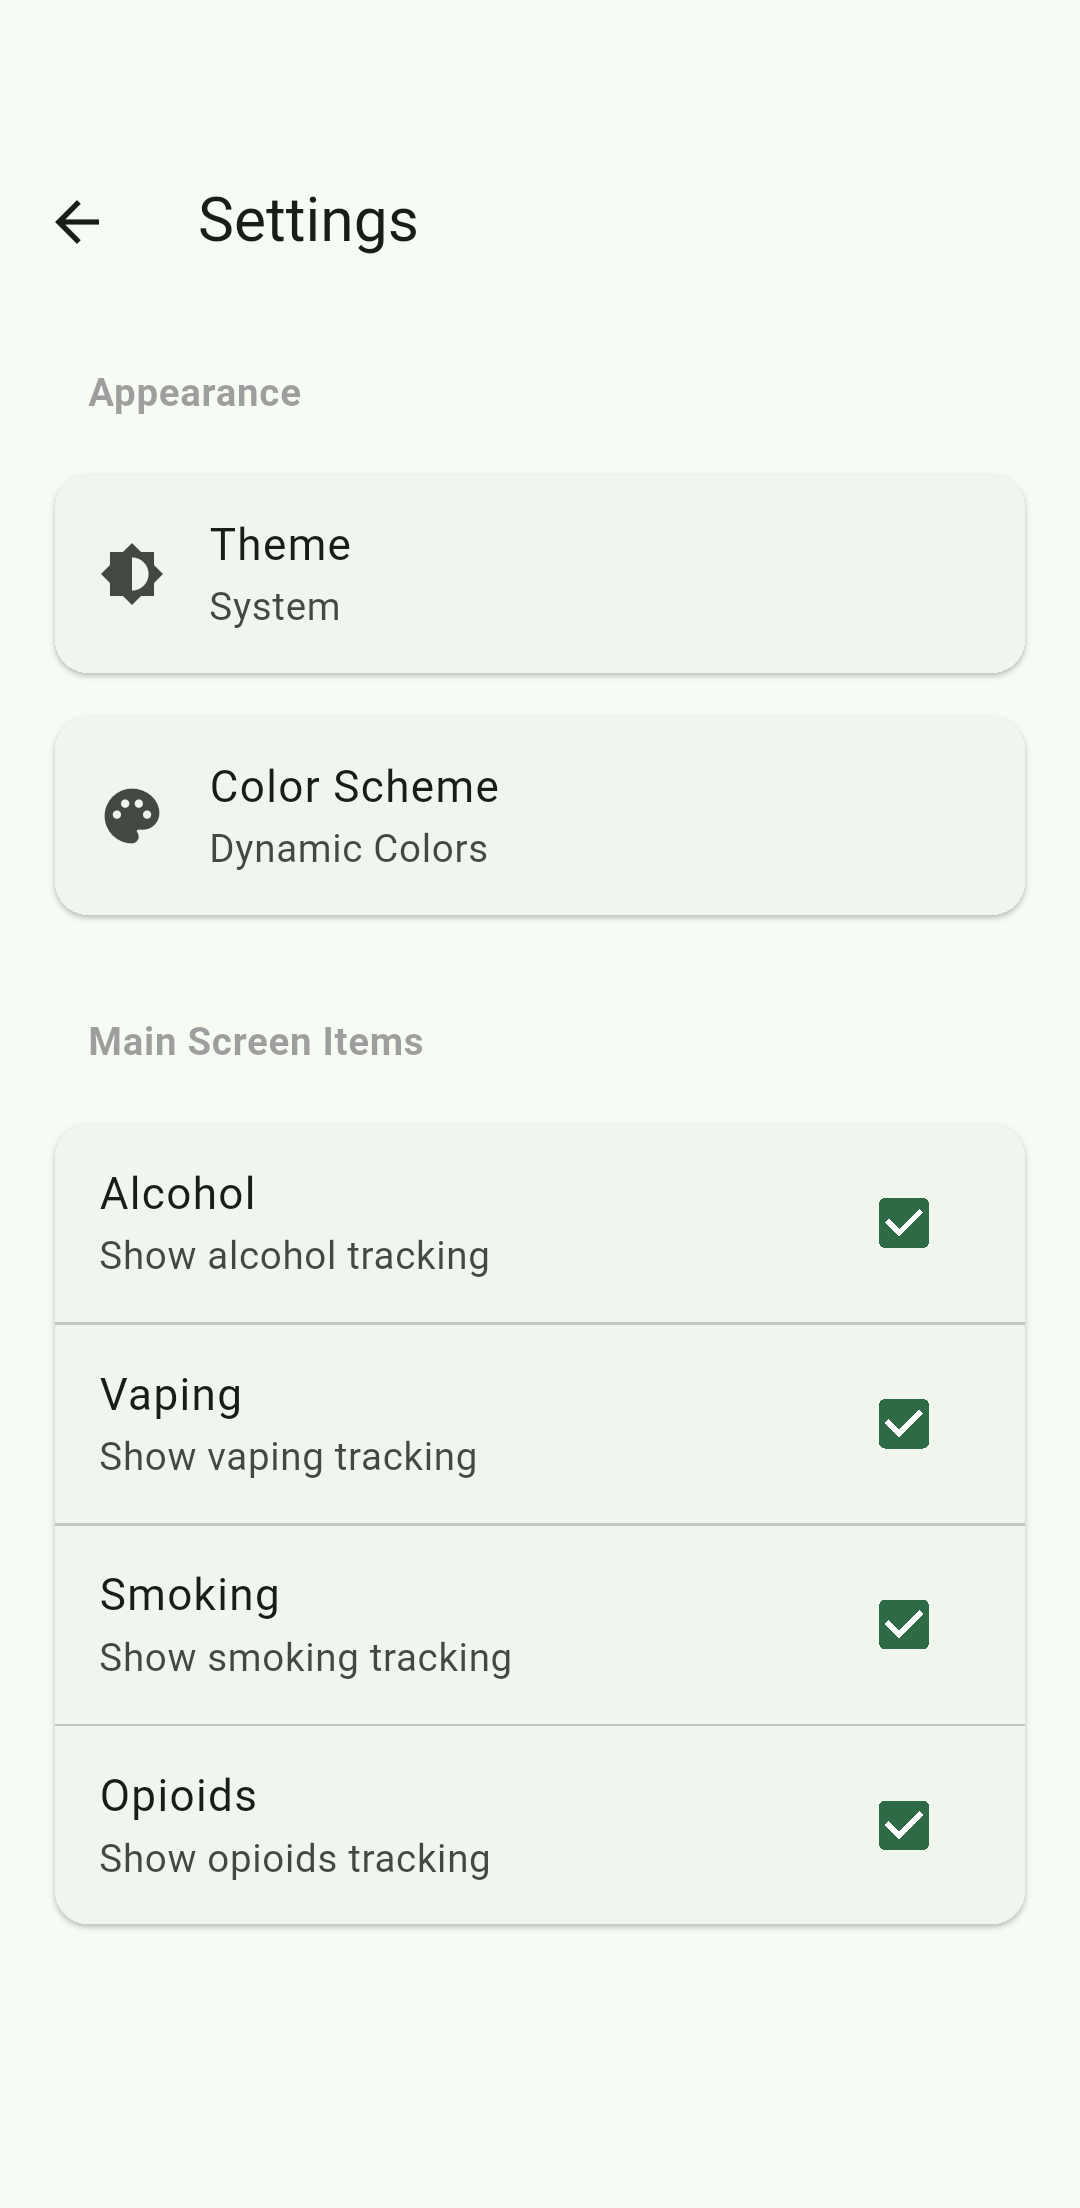 Settings
Appearance
Theme
System
Color Scheme
Dynamic Colors
Main Screen Items
Alcohol
Show alcohol tracking
Vaping
Show vaping tracking
Smoking
Show smoking tracking
Opioids
Show opioids tracking